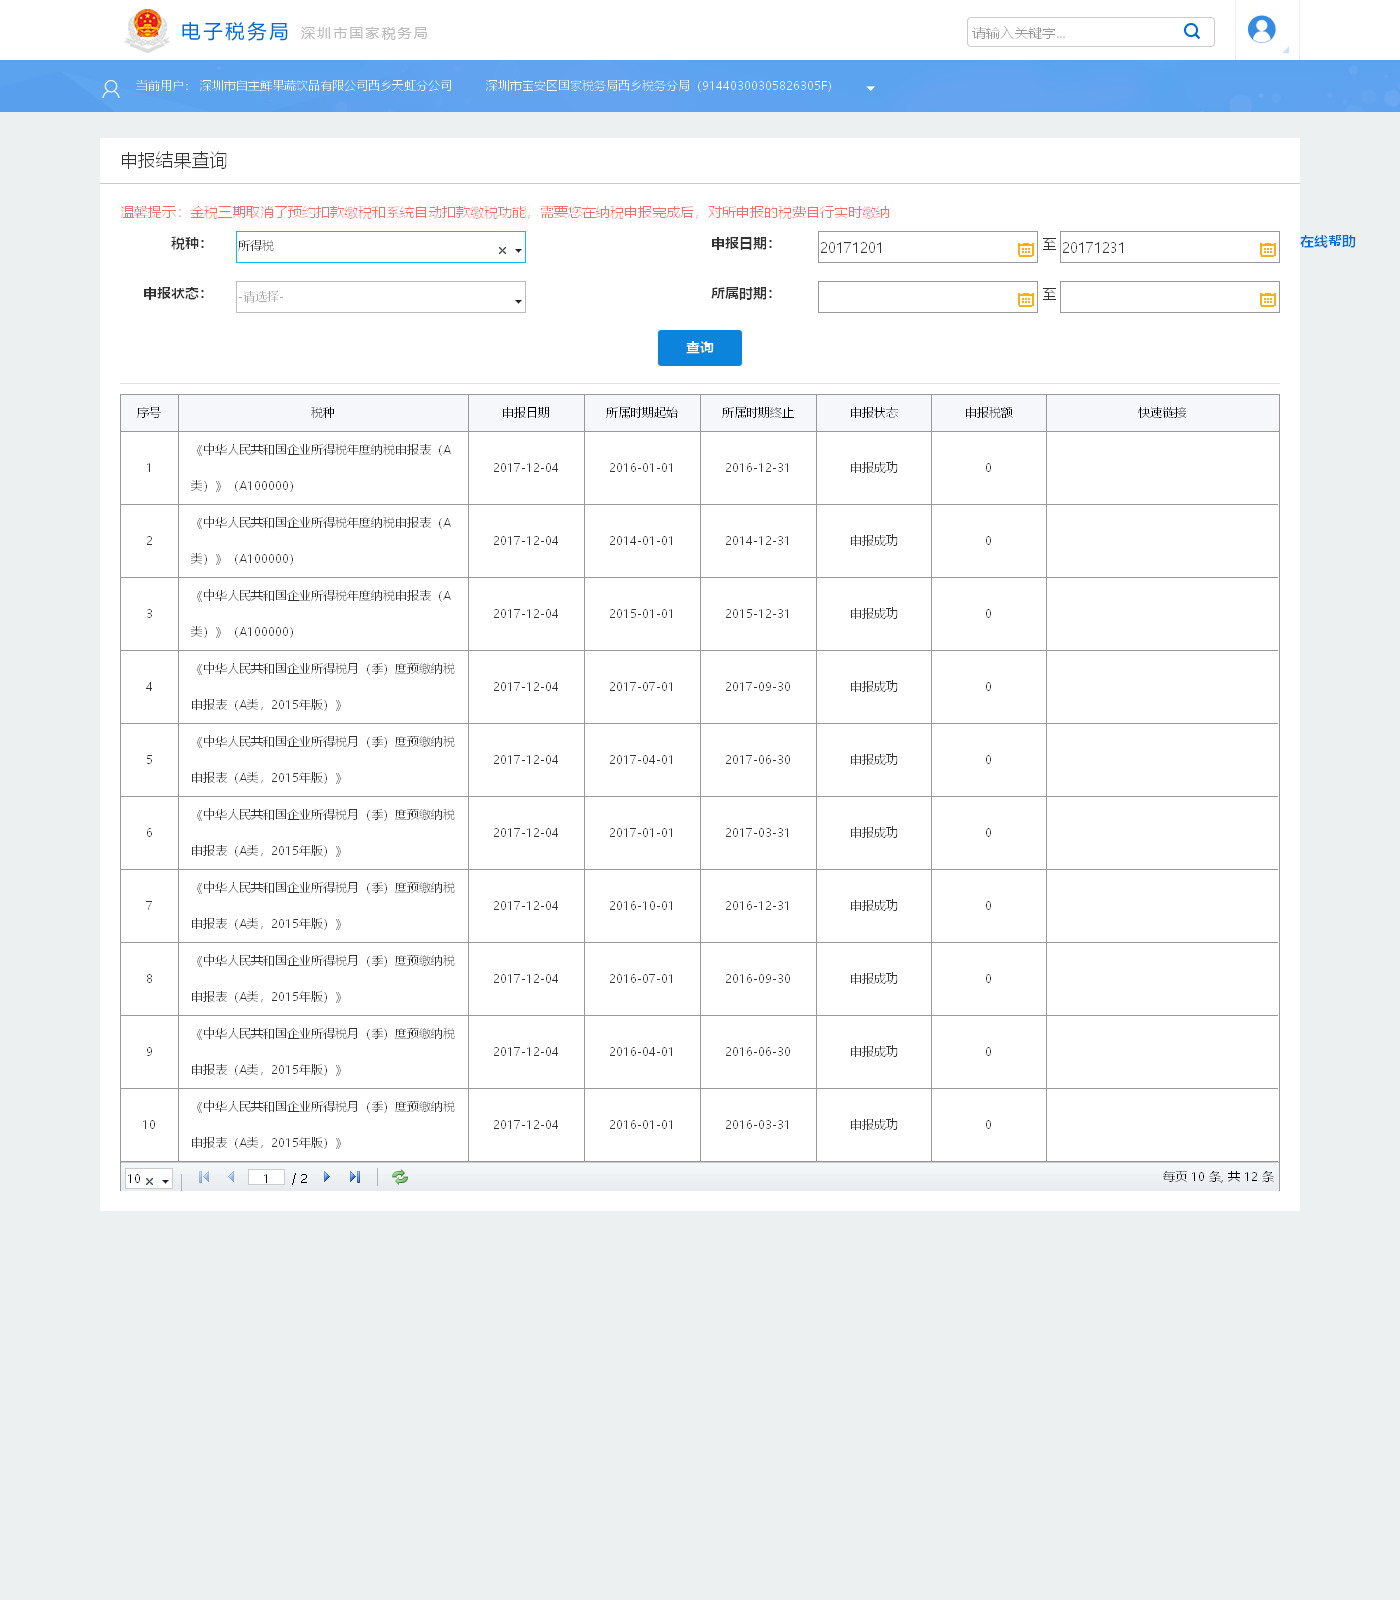 电子税务局 深圳市国家税务局
请输入关键字...
当前用户： 深圳市自主鲜果蔬饮品有限公司西乡天虹分公司 深圳市宝安区国家税务局西乡税务分局（91440300305826305F）
申报结果查询
温馨提示：金税三期取消了预约扣款缴税和系统自动扣款缴税功能，需要您在纳税申报完成后，对所申报的税费自行实时缴纳
税种： 所得税 申报日期： 20171201 至 20171231 在线帮助
申报状态： -请选择- 所属时期： 至
查询
序号 税种 申报日期 所属时期起始 所属时期终止 申报状态 申报税额 快速链接
1 《中华人民共和国企业所得税年度纳税申报表（A 2017-12-04 2016-01-01 2016-12-31 申报成功 0
类）》（A100000）
2 《中华人民共和国企业所得税年度纳税申报表（A 2017-12-04 2014-01-01 2014-12-31 申报成功 0
类）》（A100000）
3 《中华人民共和国企业所得税年度纳税申报表（A 2017-12-04 2015-01-01 2015-12-31 申报成功 0
类）》（A100000）
4 《中华人民共和国企业所得税月（季）度预缴纳税 2017-12-04 2017-07-01 2017-09-30 申报成功 0
申报表（A类，2015年版）》
5 《中华人民共和国企业所得税月（季）度预缴纳税 2017-12-04 2017-04-01 2017-06-30 申报成功 0
申报表（A类，2015年版）》
6 《中华人民共和国企业所得税月（季）度预缴纳税 2017-12-04 2017-01-01 2017-03-31 申报成功 0
申报表（A类，2015年版）》
7 《中华人民共和国企业所得税月（季）度预缴纳税 2017-12-04 2016-10-01 2016-12-31 申报成功 0
申报表（A类，2015年版）》
8 《中华人民共和国企业所得税月（季）度预缴纳税 2017-12-04 2016-07-01 2016-09-30 申报成功 0
申报表（A类，2015年版）》
9 《中华人民共和国企业所得税月（季）度预缴纳税 2017-12-04 2016-04-01 2016-06-30 申报成功 0
申报表（A类，2015年版）》
10 《中华人民共和国企业所得税月（季）度预缴纳税 2017-12-04 2016-01-01 2016-03-31 申报成功 0
申报表（A类，2015年版）》
10 1 / 2 每页 10 条, 共 12 条